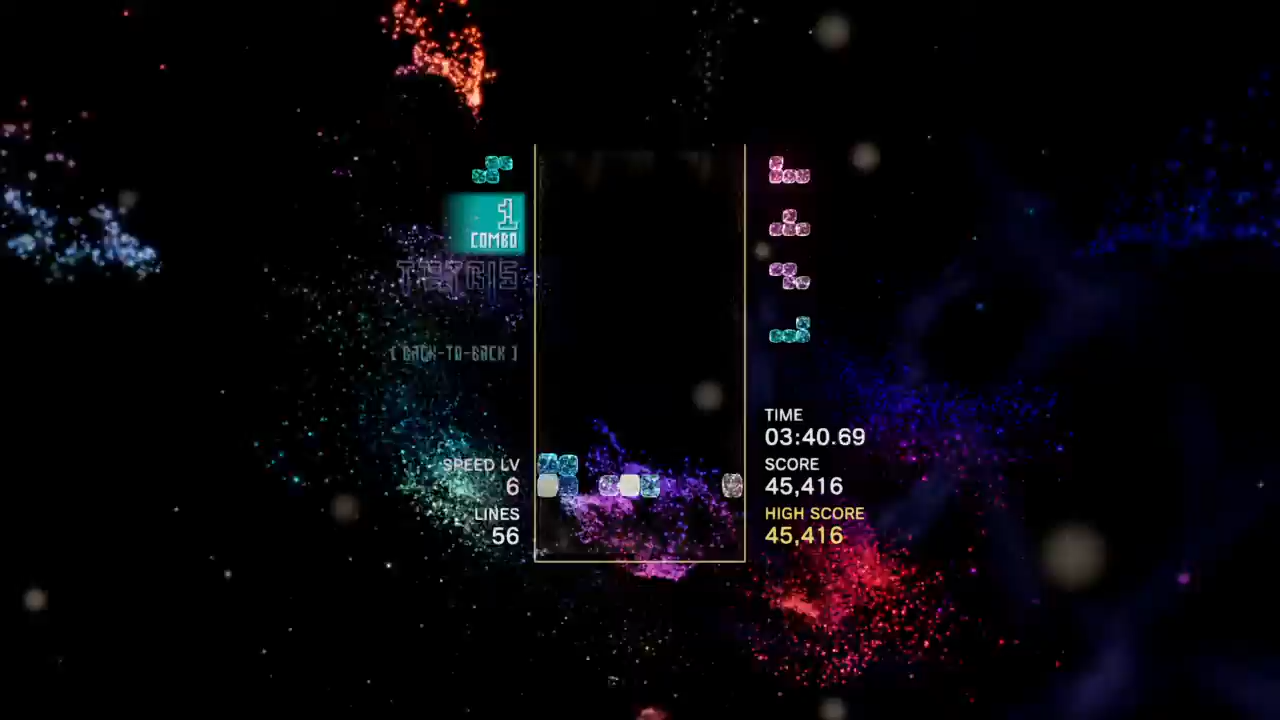 1
COMBO
TETRIS
[ BACK-TO-BACK ]
SPEED LV
6
LINES
56
TIME
03:40.69
SCORE
45,416
HIGH SCORE
45,416